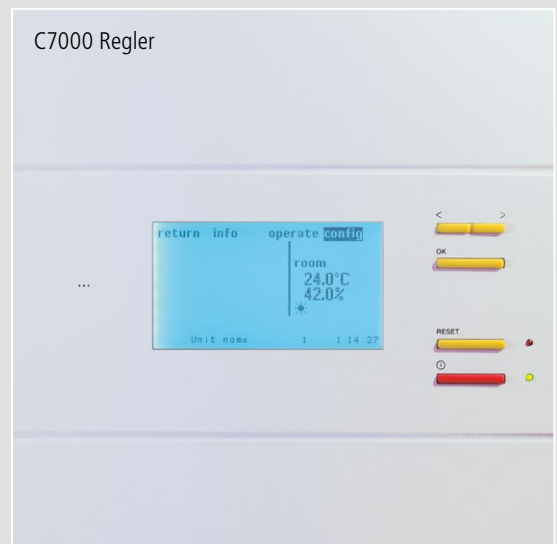 C7000 Regler
< >
return info operate config
OK
room
24.0°C
42.0%
...
RESET
Unit name 1 1 14 27